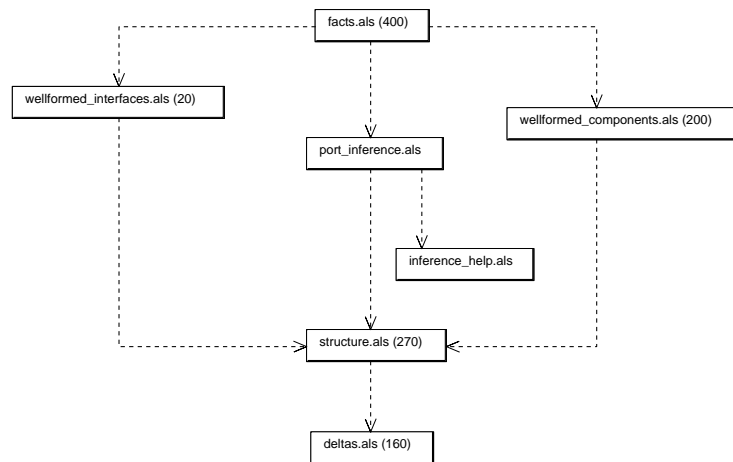 facts.als (400)
wellformed_interfaces.als (20)
wellformed_components.als (200)
port_inference.als
inference_help.als
structure.als (270)
deltas.als (160)